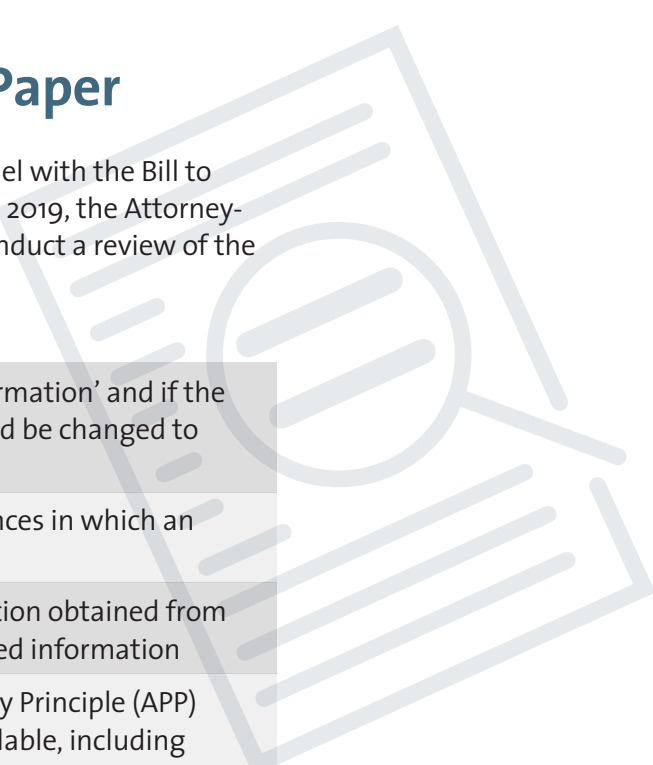 Paper
el with the Bill to
2019, the Attorney-
nduct a review of the
rmation’ and if the
d be changed to
nces in which an
tion obtained from
ed information
y Principle (APP)
lable, including